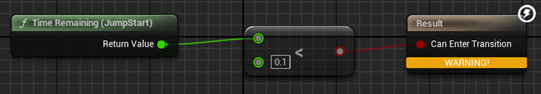 f Time Remaining (JumpStart)
Return Value
<
0.1
Result
Can Enter Transition
WARNING!